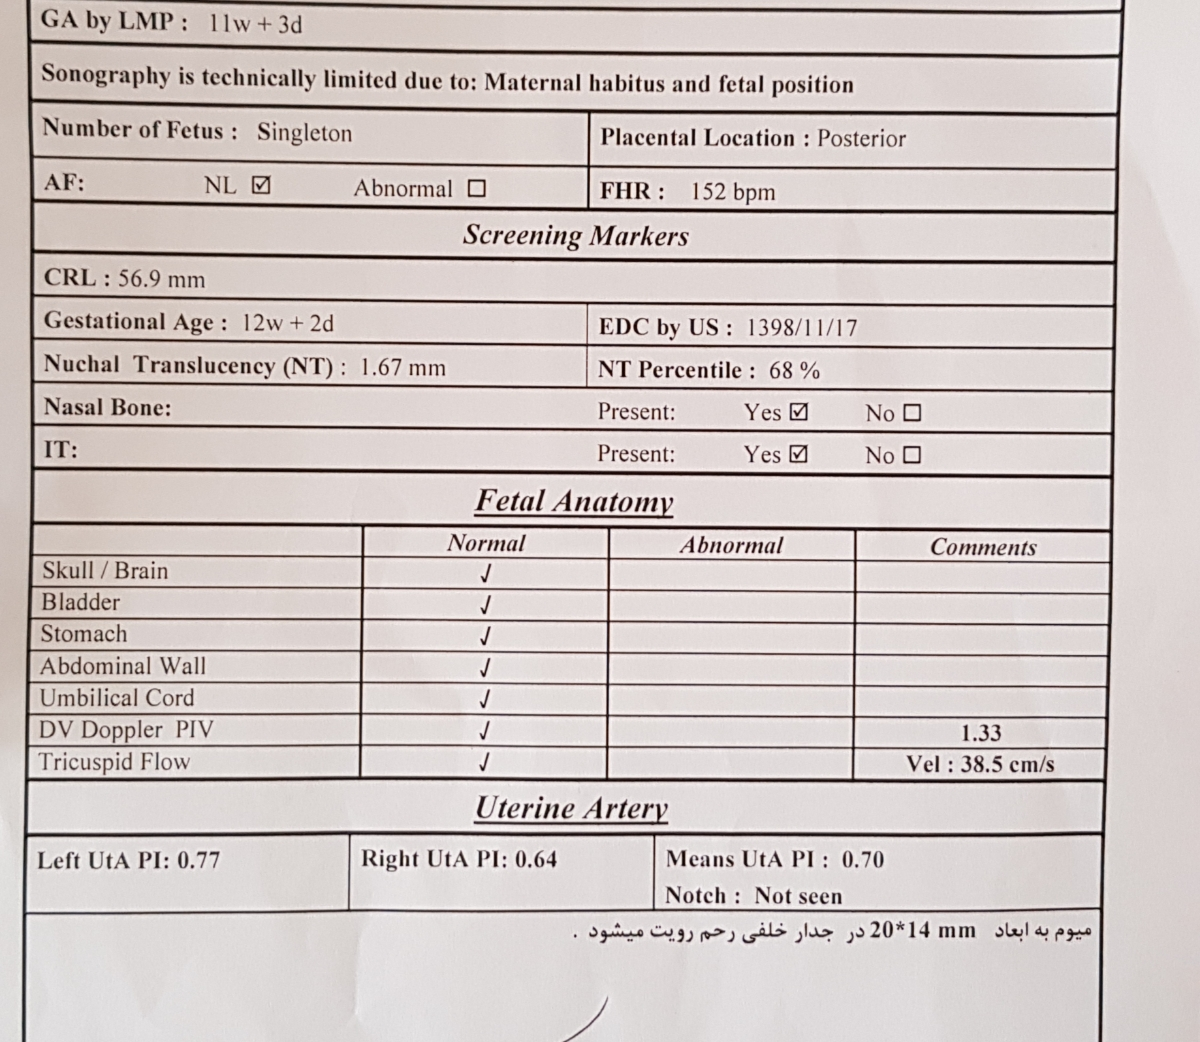 GA by LMP : 11w + 3d
Sonography is technically limited due to: Maternal habitus and fetal position
Number of Fetus : Singleton
Placental Location : Posterior
AF: NL ☑ Abnormal ☐
FHR : 152 bpm
Screening Markers
CRL : 56.9 mm
Gestational Age : 12w + 2d
EDC by US : 1398/11/17
Nuchal Translucency (NT) : 1.67 mm
NT Percentile : 68 %
Nasal Bone: Present: Yes ☑ No ☐
IT: Present: Yes ☑ No ☐
Fetal Anatomy
Normal Abnormal Comments
Skull / Brain ✓
Bladder ✓
Stomach ✓
Abdominal Wall ✓
Umbilical Cord ✓
DV Doppler PIV ✓ 1.33
Tricuspid Flow ✓ Vel : 38.5 cm/s
Uterine Artery
Left UtA PI: 0.77
Right UtA PI: 0.64
Means UtA PI : 0.70
Notch : Not seen
میوم به ابعاد 20*14 mm در جدار خلفی رحم رویت میشود .